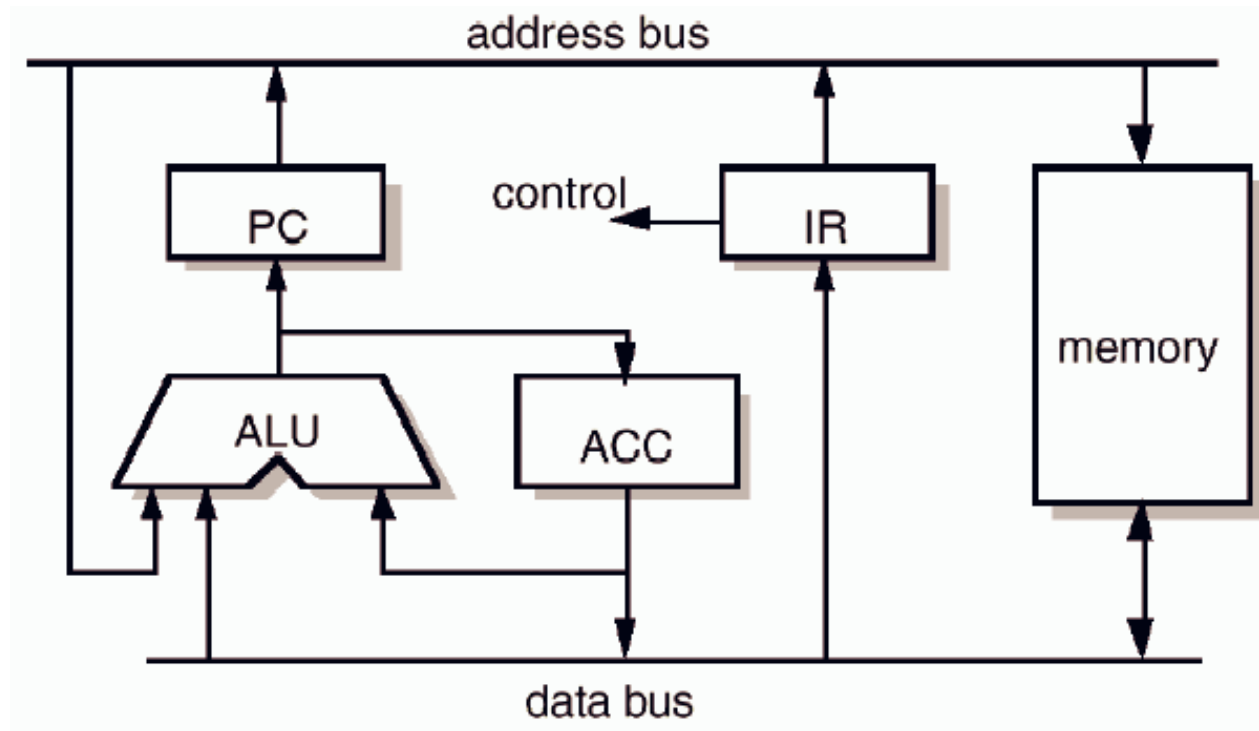 address bus
PC
control
IR
memory
ALU
ACC
data bus